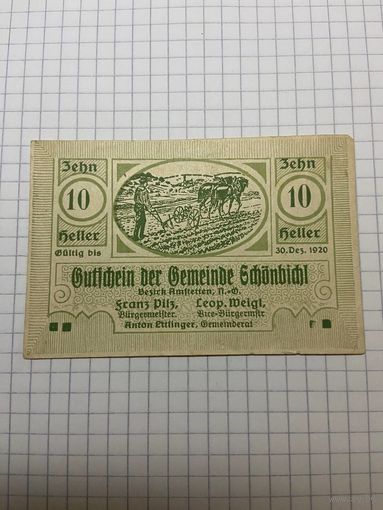 Zehn Zehn
10 10
Heller Heller
Gültig bis 30. Dez. 1920
Gutschein der Gemeinde Schönbichl
Bezirk Amstetten, N.-Ö.
Franz Pilz, Leop. Weigl,
Bürgermeister. Vice-Bürgermstr
Anton Ettlinger, Gemeinderat